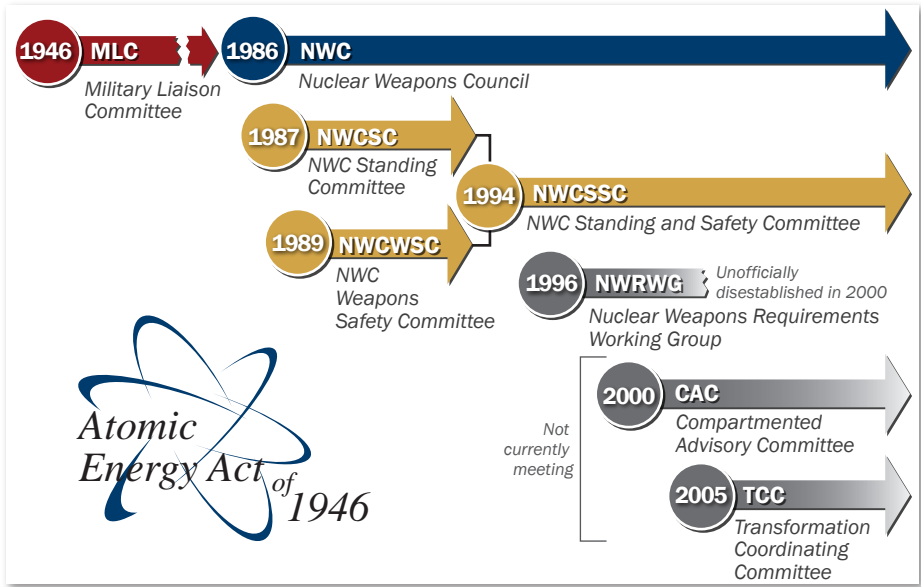 1946 MLC
Military Liaison
Committee
1986 NWC
Nuclear Weapons Council
1987 NWCSC
NWC Standing
Committee
1989 NWCWSC
NWC
Weapons
Safety Committee
1994 NWCSSC
NWC Standing and Safety Committee
1996 NWRWG
Unofficially
disestablished in 2000
Nuclear Weapons Requirements
Working Group
Not
currently
meeting
2000 CAC
Compartmented
Advisory Committee
2005 TCC
Transformation
Coordinating
Committee
Atomic
Energy Act of
1946